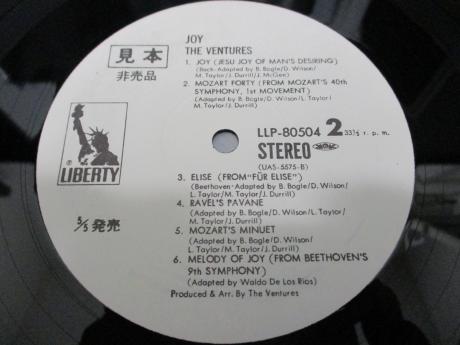 JOY
THE VENTURES
見本
非売品
1. JOY (JESU JOY OF MAN'S DESIRING)
(Bach-Adapted by B. Bogle/D. Wilson/
M. Taylor/J. Durrill/J. McGee)
2. MOZART FORTY (FROM MOZART'S 40th
SYMPHONY, 1st MOVEMENT)
(Adapted by B. Bogle/D. Wilson/L. Taylor/
M. Taylor/J. Durrill)
LLP-80504 2 33⅓ r. p. m.
STEREO
(UAS-5575-B)
® LIBERTY
5/5 発売
3. ELISE (FROM "FÜR ELISE")
(Beethoven-Adapted by B. Bogle/D. Wilson/
L. Taylor/M. Taylor/J. Durrill)
4. RAVEL'S PAVANE
(Adapted by B. Bogle/D. Wilson/L. Taylor/
M. Taylor/J. Durrill)
5. MOZART'S MINUET
(Adapted by B. Bogle/D. Wilson/
L. Taylor/M. Taylor/J. Durrill)
6. MELODY OF JOY (FROM BEETHOVEN'S
9th SYMPHONY)
(Adapted by Waldo De Los Rios)
Produced & Arr. By The Ventures